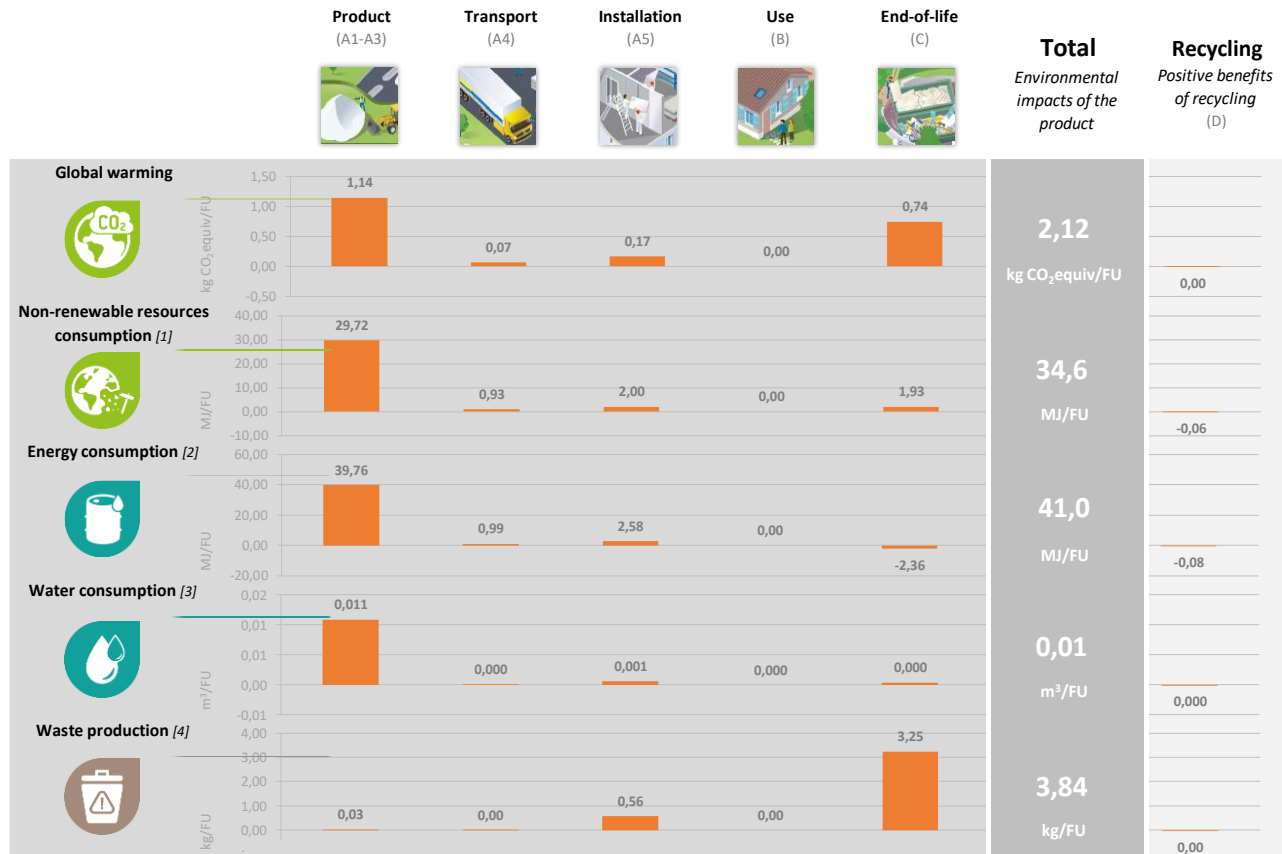 Product
(A1-A3)
Transport
(A4)
Installation
(A5)
Use
(B)
End-of-life
(C)
Total
Environmental
impacts of the
product
Recycling
Positive benefits
of recycling
(D)
Global warming
CO₂
kg CO₂equiv/FU
1,50
1,00
0,50
0,00
-0,50
1,14
0,07
0,17
0,00
0,74
2,12
kg CO₂equiv/FU
0,00
Non-renewable resources
consumption [1]
MJ/FU
40,00
30,00
20,00
10,00
0,00
-10,00
29,72
0,93
2,00
0,00
1,93
34,6
MJ/FU
-0,06
Energy consumption [2]
MJ/FU
60,00
40,00
20,00
0,00
-20,00
39,76
0,99
2,58
0,00
-2,36
41,0
MJ/FU
-0,08
Water consumption [3]
m³/FU
0,02
0,01
0,01
0,00
-0,01
0,011
0,000
0,001
0,000
0,000
0,01
m³/FU
0,000
Waste production [4]
kg/FU
4,00
3,00
2,00
1,00
0,00
0,03
0,00
0,56
0,00
3,25
3,84
kg/FU
0,00